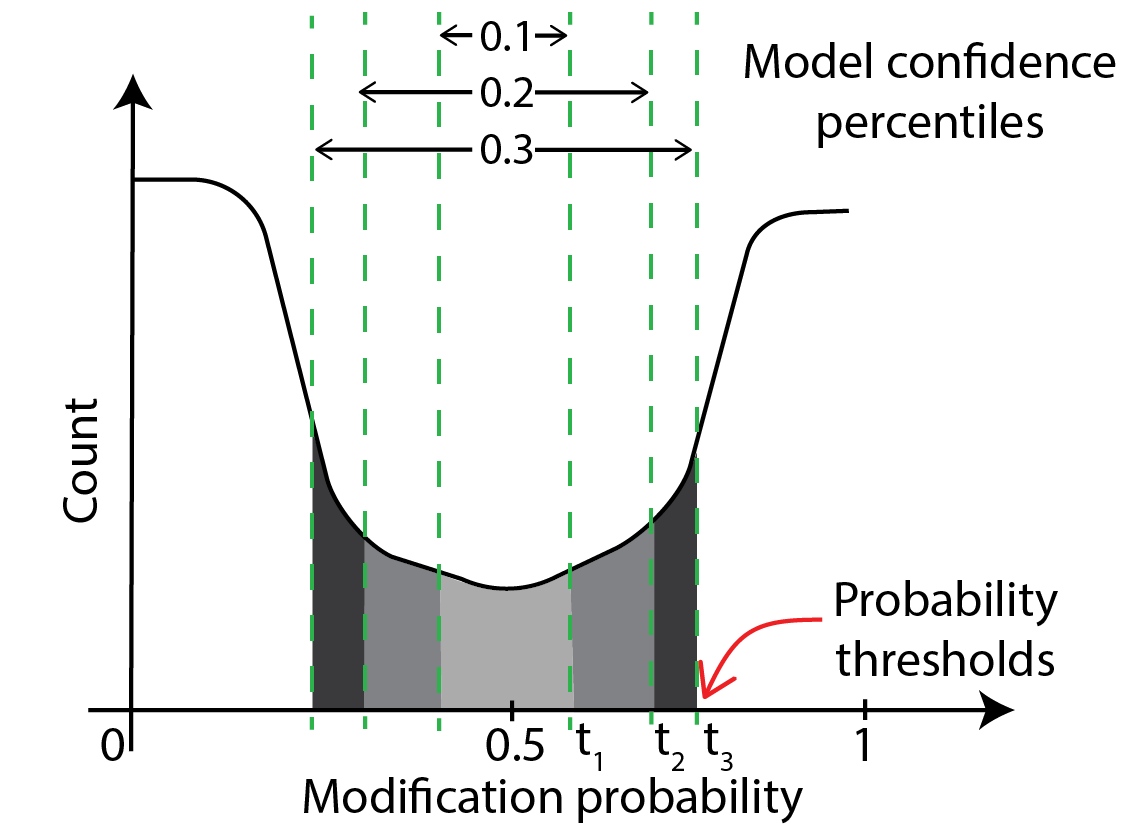 0.1
0.2
0.3
Model confidence
percentiles
Count
Probability
thresholds
0
0.5
t1
t2
t3
1
Modification probability